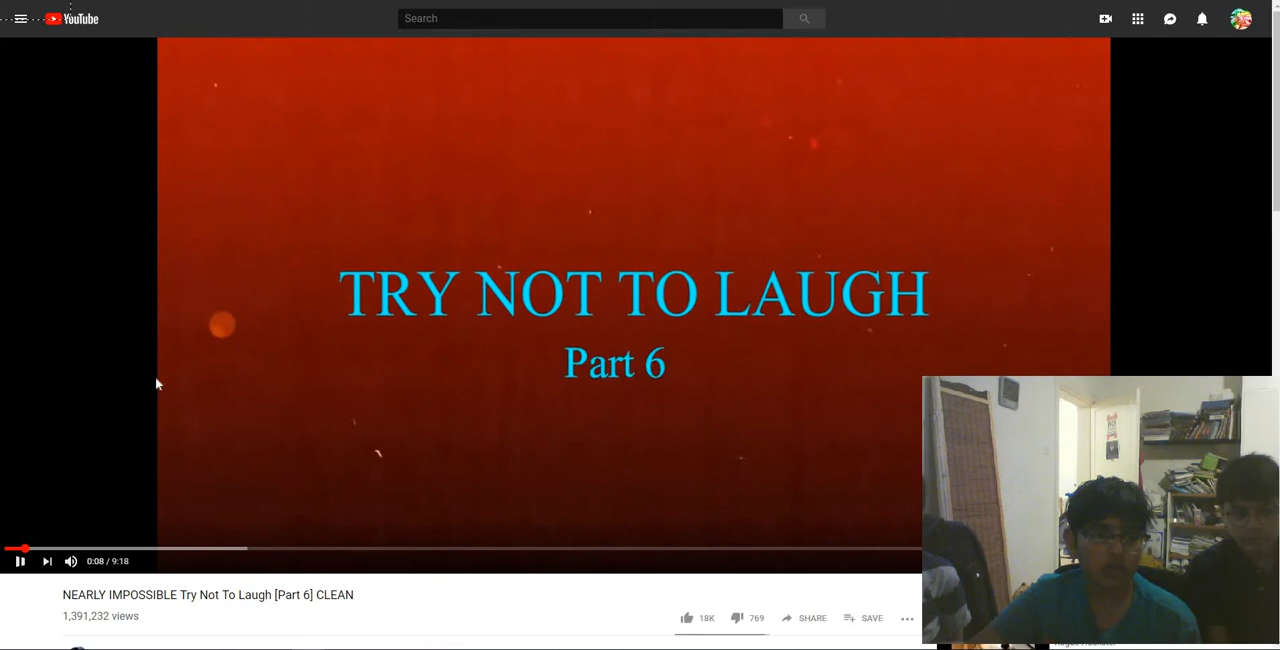 YouTube
Search
TRY NOT TO LAUGH
Part 6
0:08 / 9:18
NEARLY IMPOSSIBLE Try Not To Laugh [Part 6] CLEAN
1,391,232 views
18K
769
SHARE
SAVE